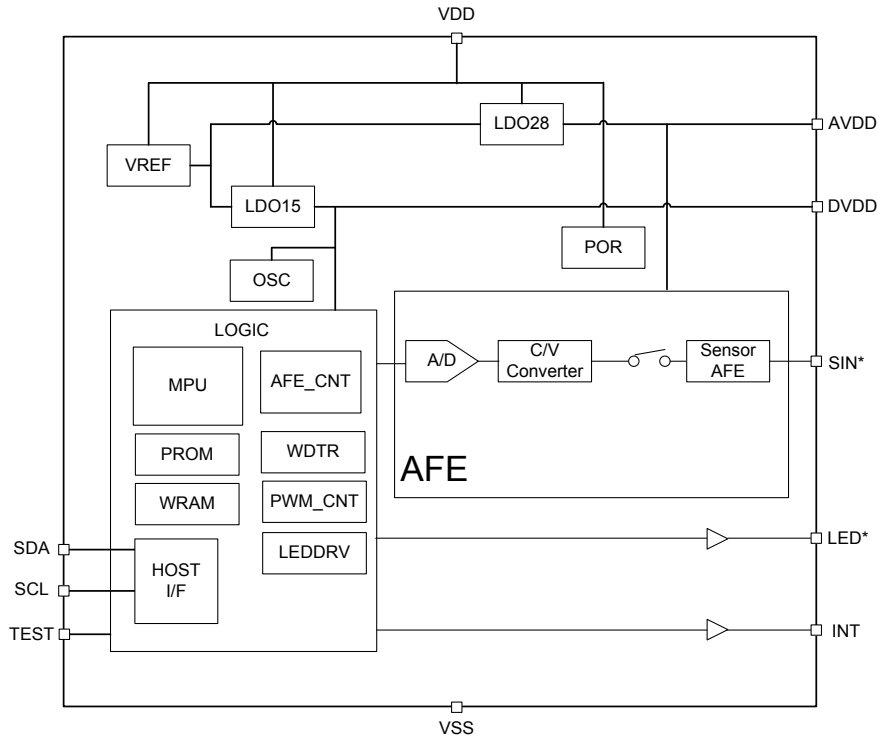 VDD
LDO28
AVDD
VREF
LDO15
DVDD
POR
OSC
LOGIC
MPU
AFE_CNT
A/D
C/V
Converter
Sensor
AFE
SIN*
PROM
WDTR
AFE
WRAM
PWM_CNT
SDA
HOST
I/F
LEDDRV
LED*
SCL
TEST
INT
VSS